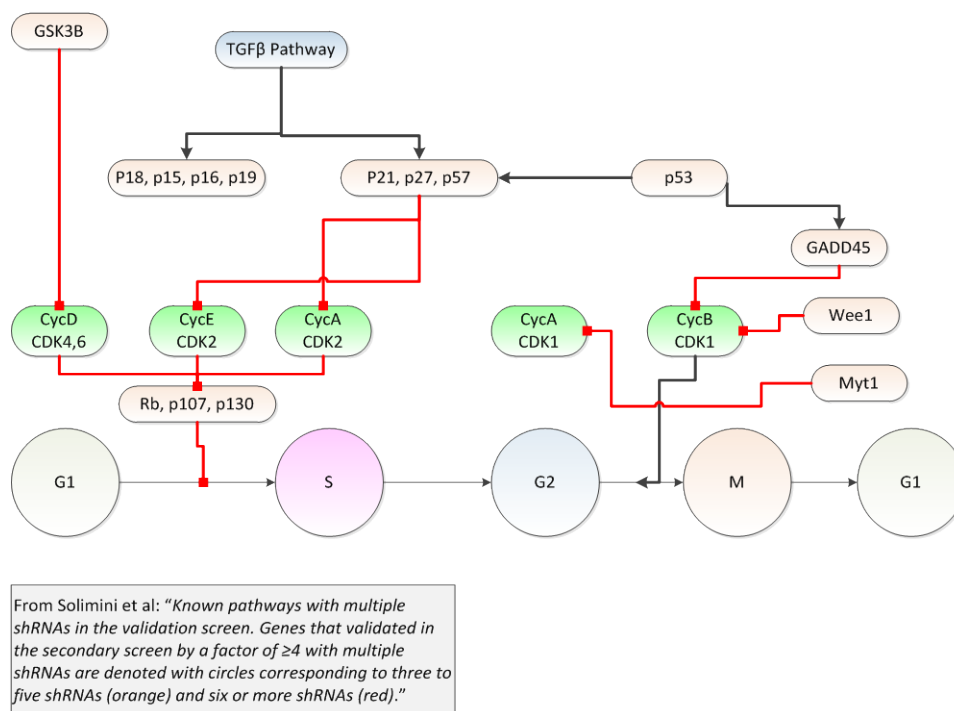 GSK3B
TGFβ Pathway
P18, p15, p16, p19
P21, p27, p57
p53
GADD45
CycD
CDK4,6
CycE
CDK2
CycA
CDK2
CycA
CDK1
CycB
CDK1
Wee1
Myt1
Rb, p107, p130
G1
S
G2
M
G1
From Solimini et al: “Known pathways with multiple
shRNAs in the validation screen. Genes that validated in
the secondary screen by a factor of ≥4 with multiple
shRNAs are denoted with circles corresponding to three to
five shRNAs (orange) and six or more shRNAs (red).”